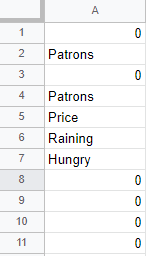 A
1 0
2 Patrons
3 0
4 Patrons
5 Price
6 Raining
7 Hungry
8 0
9 0
10 0
11 0